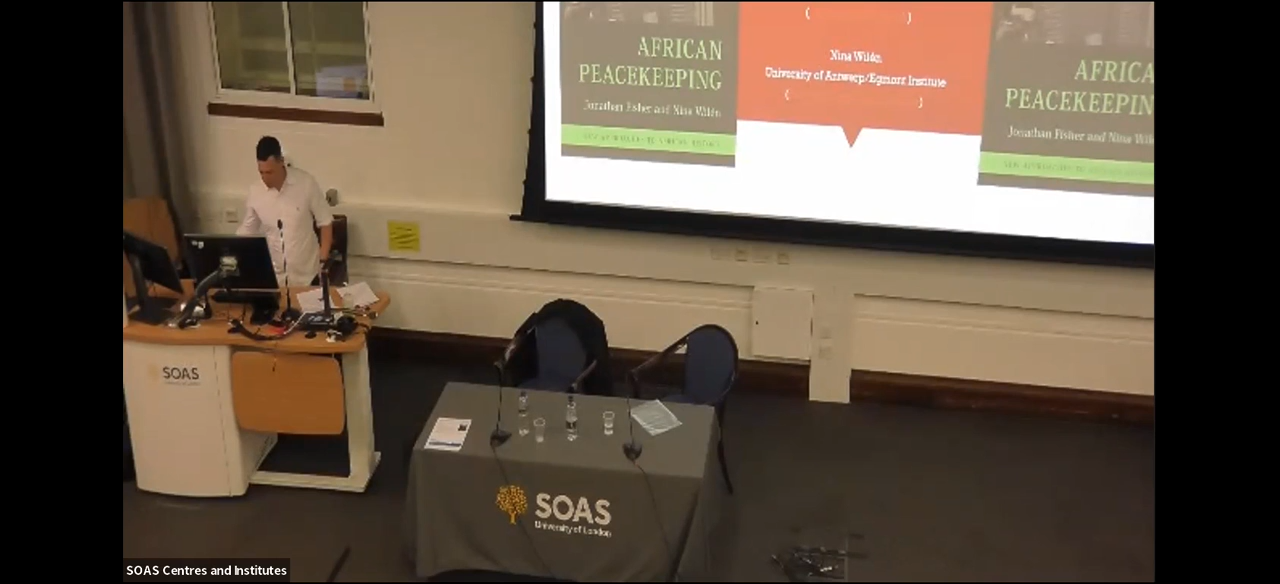 AFRICAN
PEACEKEEPING
Jonathan Fisher and Nina Wilén
( )
Nina Wilén,
University of Antwerp/Egmont Institute
( )
AFRICA
PEACEKEEPIN
Jonathan Fisher and Nina Wilé
SOAS
SOAS
University of London
SOAS Centres and Institutes